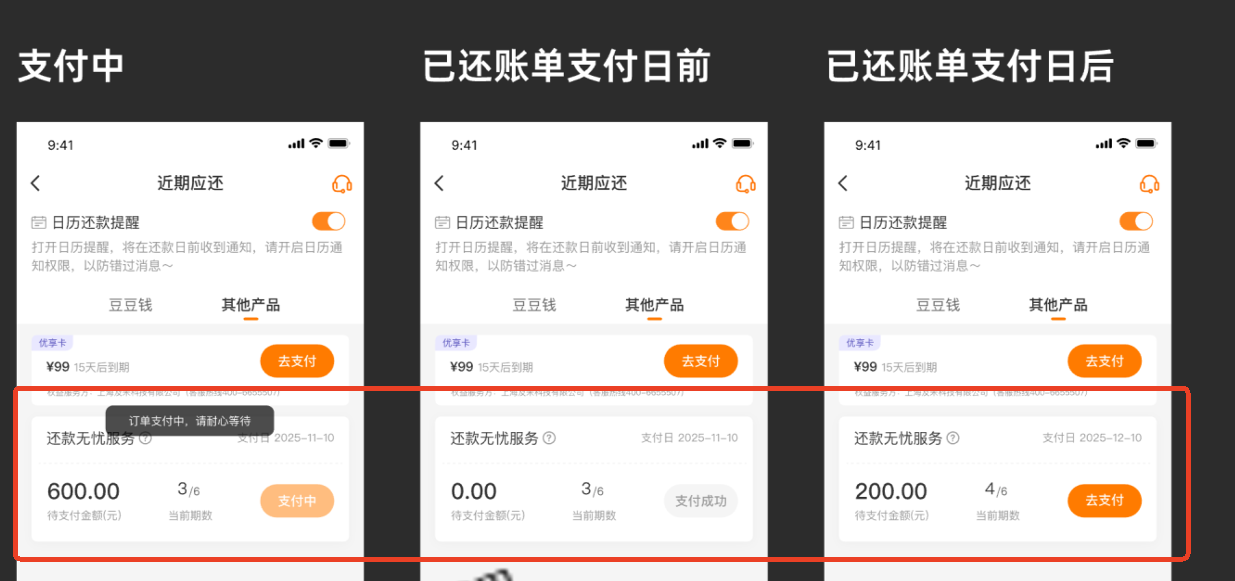 支付中
已还账单支付日前
已还账单支付日后
9:41
近期应还
日历还款提醒
打开日历提醒，将在还款日前收到通知，请开启日历通
知权限，以防错过消息～
豆豆钱
其他产品
优享卡
¥99 15天后到期
去支付
订单支付中，请耐心等待
还款无忧服务
支付日 2025-11-10
600.00
3/6
支付中
待支付金额(元)
当前期数
9:41
近期应还
日历还款提醒
打开日历提醒，将在还款日前收到通知，请开启日历通
知权限，以防错过消息～
豆豆钱
其他产品
优享卡
¥99 15天后到期
去支付
还款无忧服务
支付日 2025-11-10
0.00
3/6
支付成功
待支付金额(元)
当前期数
9:41
近期应还
日历还款提醒
打开日历提醒，将在还款日前收到通知，请开启日历通
知权限，以防错过消息～
豆豆钱
其他产品
优享卡
¥99 15天后到期
去支付
还款无忧服务
支付日 2025-12-10
200.00
4/6
去支付
待支付金额(元)
当前期数